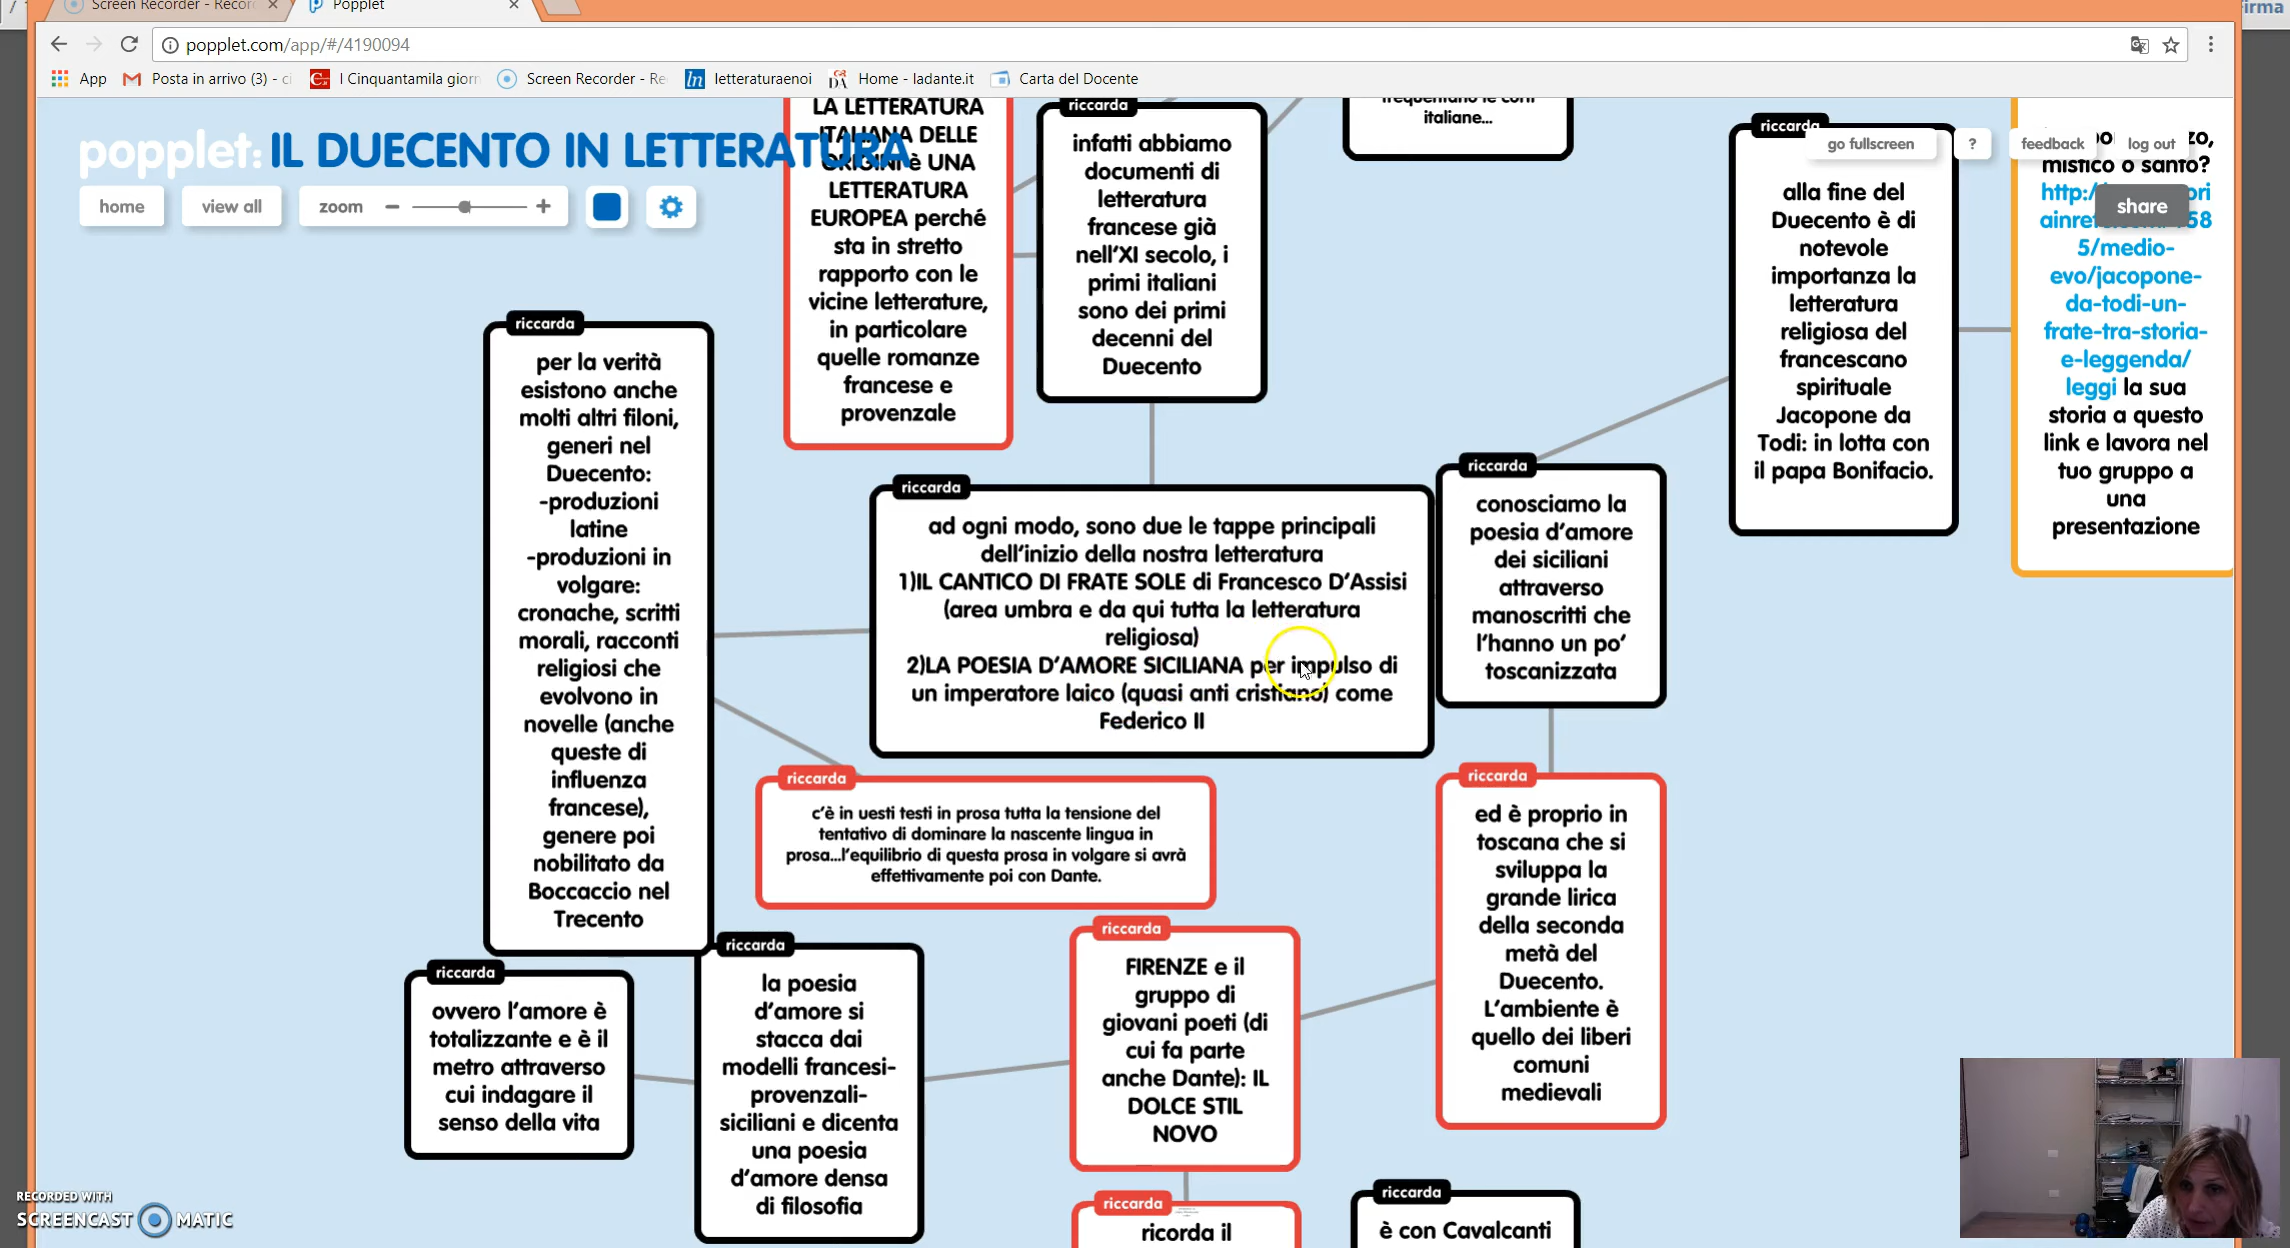 Screen Recorder - Recor
Popplet
popplet.com/app/#/4190094
App
Posta in arrivo (3) - ci
I Cinquantamila giorn
Screen Recorder - Re
letteraturaenoi
Home - ladante.it
Carta del Docente
popplet: IL DUECENTO IN LETTERATURA
home
view all
zoom
go fullscreen
?
feedback
log out
share
LA LETTERATURA
ITALIANA DELLE
ORIGINI è UNA
LETTERATURA
EUROPEA perché
sta in stretto
rapporto con le
vicine letterature,
in particolare
quelle romanze
francese e
provenzale
riccarda
infatti abbiamo
documenti di
letteratura
francese già
nell'XI secolo, i
primi italiani
sono dei primi
decenni del
Duecento
frequentano le corti
italiane...
riccarda
alla fine del
Duecento è di
notevole
importanza la
letteratura
religiosa del
francescano
spirituale
Jacopone da
Todi: in lotta con
il papa Bonifacio.
mistico o santo?
http://
5/medio-
evo/jacopone-
da-todi-un-
frate-tra-storia-
e-leggenda/
leggi la sua
storia a questo
link e lavora nel
tuo gruppo a
una
presentazione
riccarda
per la verità
esistono anche
molti altri filoni,
generi nel
Duecento:
-produzioni
latine
-produzioni in
volgare:
cronache, scritti
morali, racconti
religiosi che
evolvono in
novelle (anche
queste di
influenza
francese),
genere poi
nobilitato da
Boccaccio nel
Trecento
riccarda
ad ogni modo, sono due le tappe principali
dell'inizio della nostra letteratura
1)IL CANTICO DI FRATE SOLE di Francesco D'Assisi
(area umbra e da qui tutta la letteratura
religiosa)
2)LA POESIA D'AMORE SICILIANA per impulso di
un imperatore laico (quasi anti cristiano) come
Federico II
riccarda
conosciamo la
poesia d'amore
dei siciliani
attraverso
manoscritti che
l'hanno un po'
toscanizzata
riccarda
c'è in uesti testi in prosa tutta la tensione del
tentativo di dominare la nascente lingua in
prosa...l'equilibrio di questa prosa in volgare si avrà
effettivamente poi con Dante.
riccarda
ed è proprio in
toscana che si
sviluppa la
grande lirica
della seconda
metà del
Duecento.
L'ambiente è
quello dei liberi
comuni
medievali
riccarda
ovvero l'amore è
totalizzante e è il
metro attraverso
cui indagare il
senso della vita
riccarda
la poesia
d'amore si
stacca dai
modelli francesi-
provenzali-
siciliani e dicenta
una poesia
d'amore densa
di filosofia
riccarda
FIRENZE e il
gruppo di
giovani poeti (di
cui fa parte
anche Dante): IL
DOLCE STIL
NOVO
riccarda
ricorda il
riccarda
è con Cavalcanti
RECORDED WITH
SCREENCAST MATIC